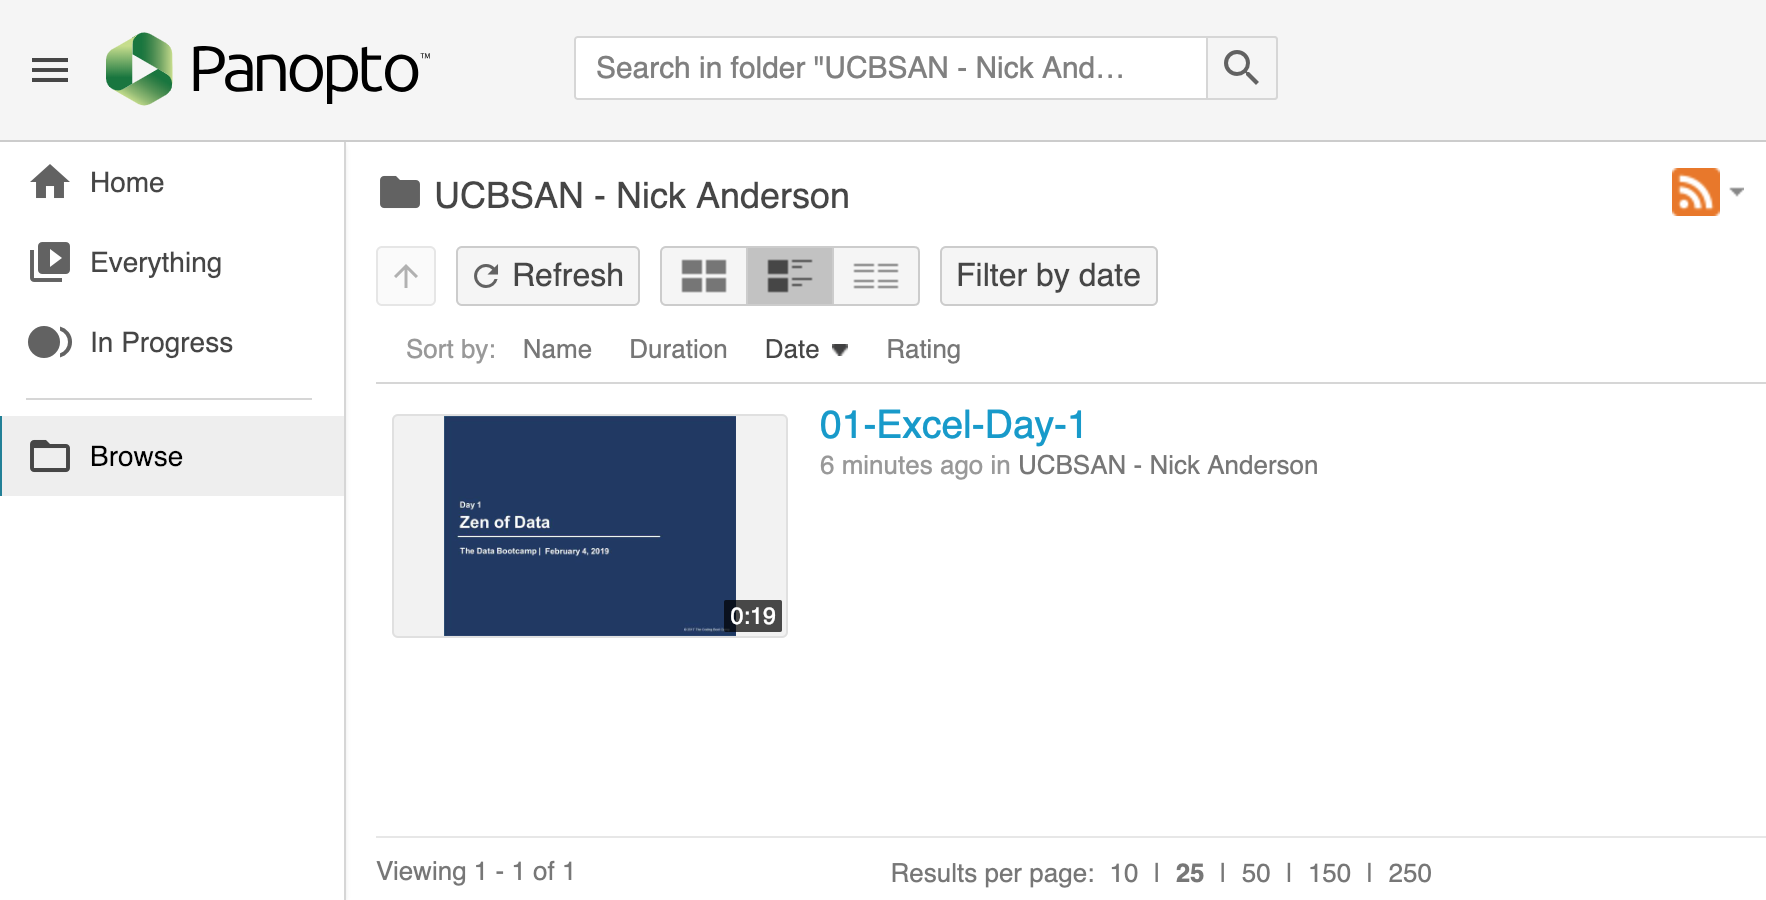 Panopto™
Search in folder "UCBSAN - Nick And…
Home
Everything
In Progress
Browse
UCBSAN - Nick Anderson
Refresh
Filter by date
Sort by: Name Duration Date Rating
Day 1
Zen of Data
The Data Bootcamp | February 4, 2019
0:19
01-Excel-Day-1
6 minutes ago in UCBSAN - Nick Anderson
Viewing 1 - 1 of 1
Results per page: 10 | 25 | 50 | 150 | 250